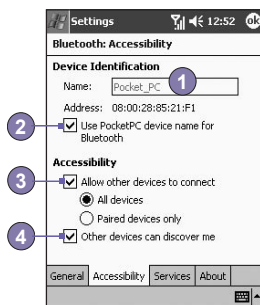 Settings 12:52 ok
Bluetooth: Accessibility
Device Identification
Name: Pocket_PC 1
Address: 08:00:28:85:21:F1
2 Use PocketPC device name for
Bluetooth
Accessibility
3 Allow other devices to connect
All devices
Paired devices only
4 Other devices can discover me
General Accessibility Services About